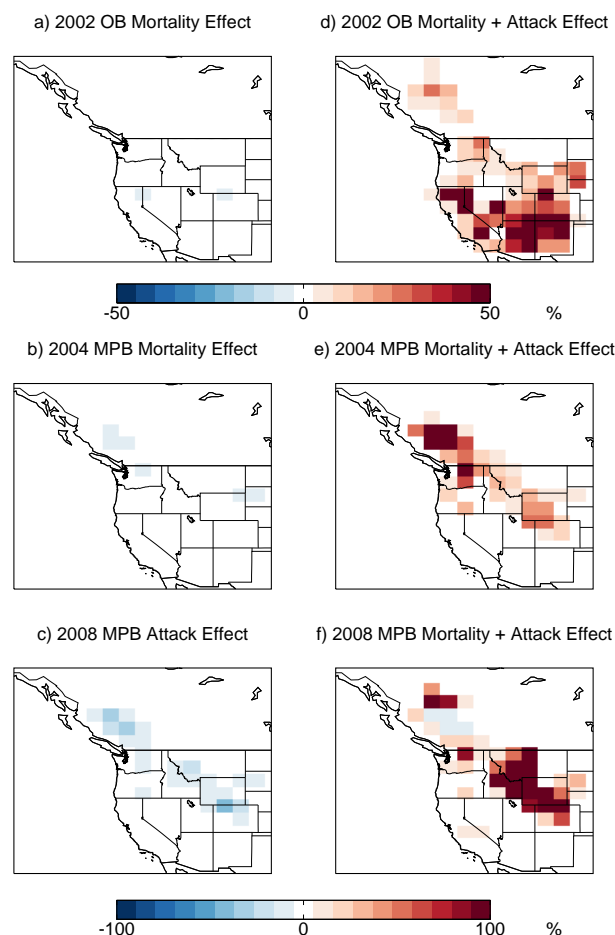 a) 2002 OB Mortality Effect
d) 2002 OB Mortality + Attack Effect
-50 0 50 %
b) 2004 MPB Mortality Effect
e) 2004 MPB Mortality + Attack Effect
c) 2008 MPB Attack Effect
f) 2008 MPB Mortality + Attack Effect
-100 0 100 %